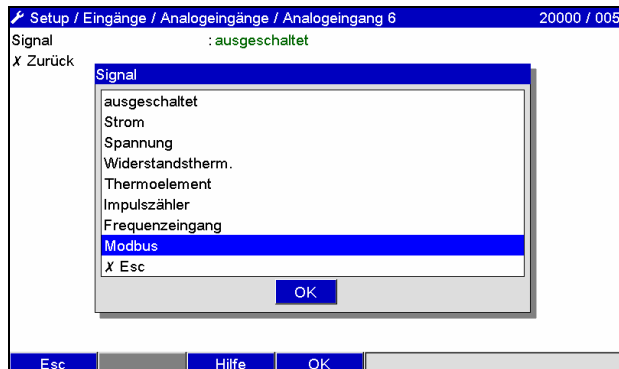 Setup / Eingänge / Analogeingänge / Analogeingang 6 20000 / 005
Signal : ausgeschaltet
X Zurück
Signal
ausgeschaltet
Strom
Spannung
Widerstandstherm.
Thermoelement
Impulszähler
Frequenzeingang
Modbus
X Esc
OK
Esc Hilfe OK